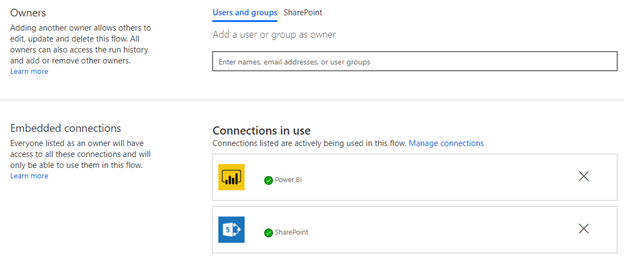 Owners
Adding another owner allows others to
edit, update and delete this flow. All
owners can also access the run history
and add or remove other owners.
Learn more
Users and groups SharePoint
Add a user or group as owner
Enter names, email addresses, or user groups
Embedded connections
Everyone listed as an owner will have
access to all these connections and will
only be able to use them in this flow.
Learn more
Connections in use
Connections listed are actively being used in this flow. Manage connections
Power BI
SharePoint